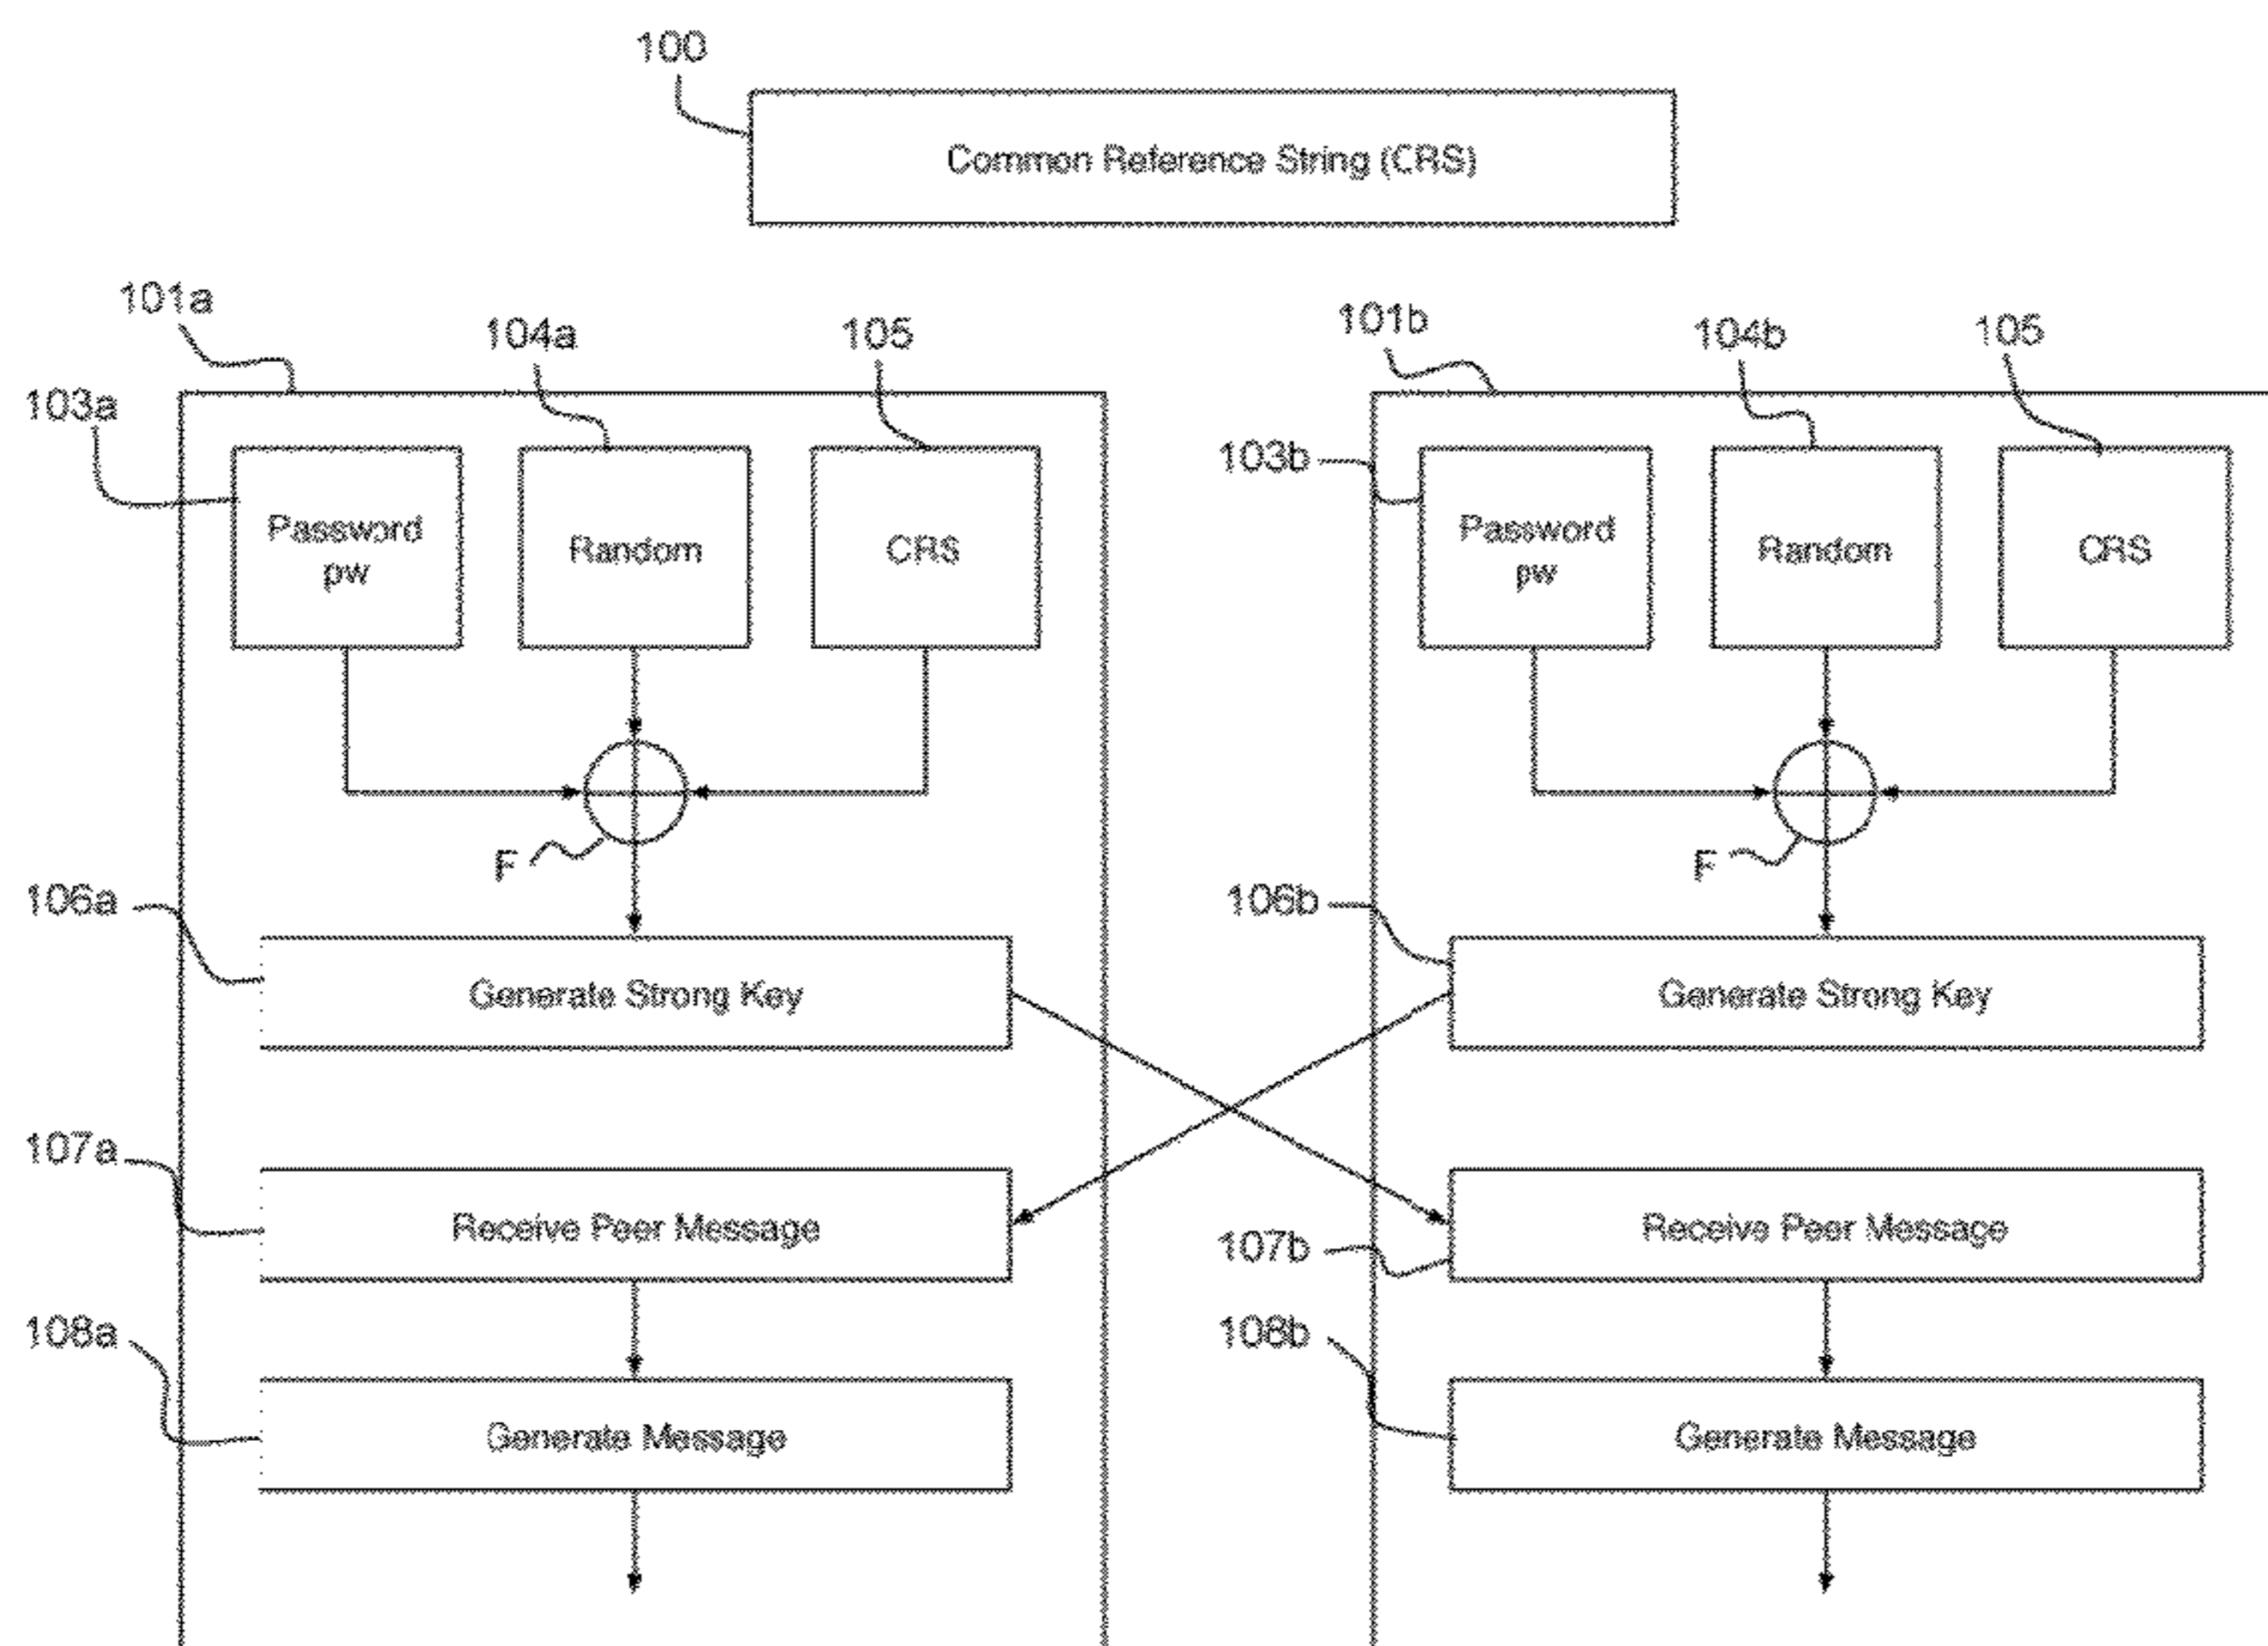 100
Common Reference String (CRS)
101a
104a
105
101b
104b
105
103a
103b
Password
pw
Random
CRS
Password
pw
Random
CRS
F
F
106a
106b
Generate Strong Key
Generate Strong Key
107a
Receive Peer Message
Receive Peer Message
107b
108a
108b
Generate Message
Generate Message